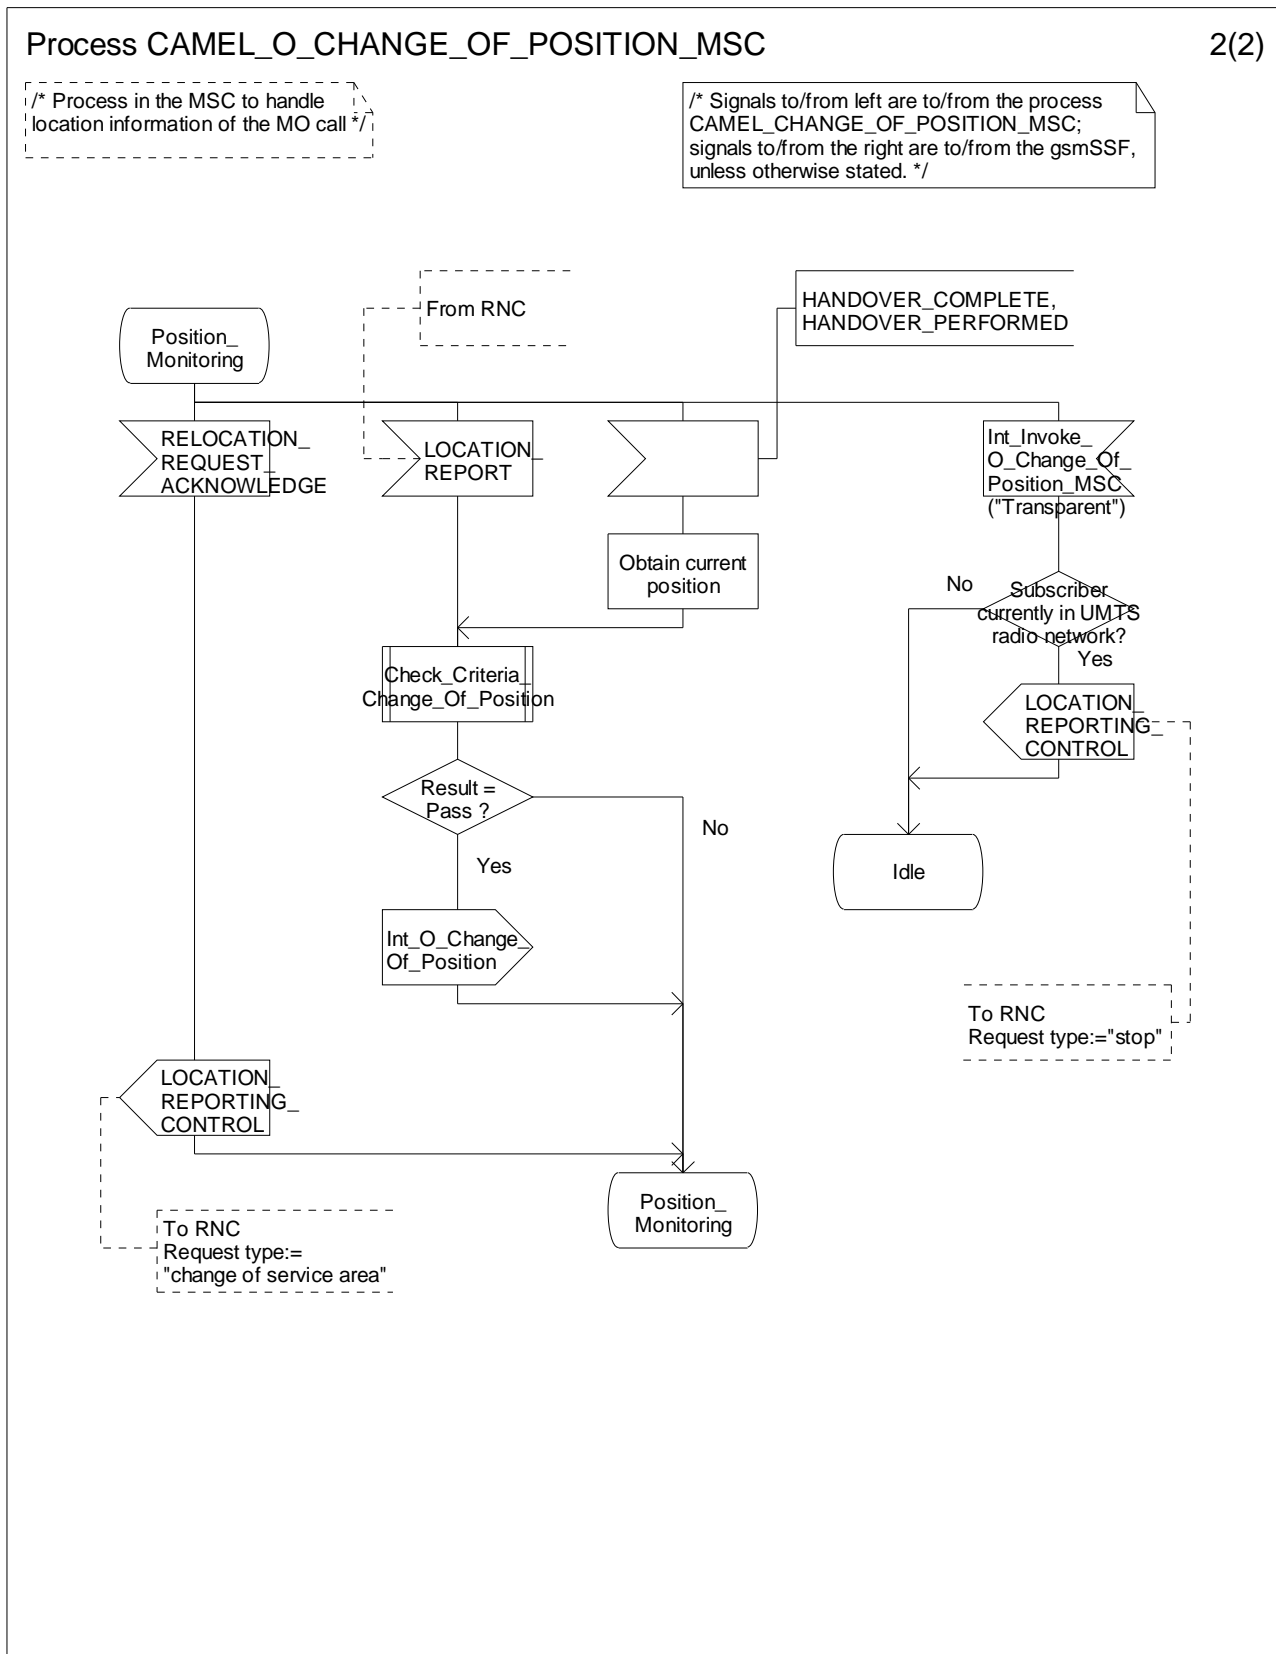 Process CAMEL_O_CHANGE_OF_POSITION_MSC
2(2)
/* Process in the MSC to handle
location information of the MO call */
/* Signals to/from left are to/from the process
CAMEL_CHANGE_OF_POSITION_MSC;
signals to/from the right are to/from the gsmSSF,
unless otherwise stated. */
From RNC
HANDOVER_COMPLETE,
HANDOVER_PERFORMED
Position_
Monitoring
RELOCATION_
REQUEST_
ACKNOWLEDGE
LOCATION_
REPORT
Int_Invoke_
O_Change_Of_
Position_MSC
("Transparent")
Obtain current
position
No
Subscriber
currently in UMTS
radio network?
Yes
Check_Criteria_
Change_Of_Position
LOCATION_
REPORTING_
CONTROL
Result =
Pass ?
No
Yes
Idle
Int_O_Change_
Of_Position
To RNC
Request type:="stop"
LOCATION_
REPORTING_
CONTROL
Position_
Monitoring
To RNC
Request type:=
"change of service area"